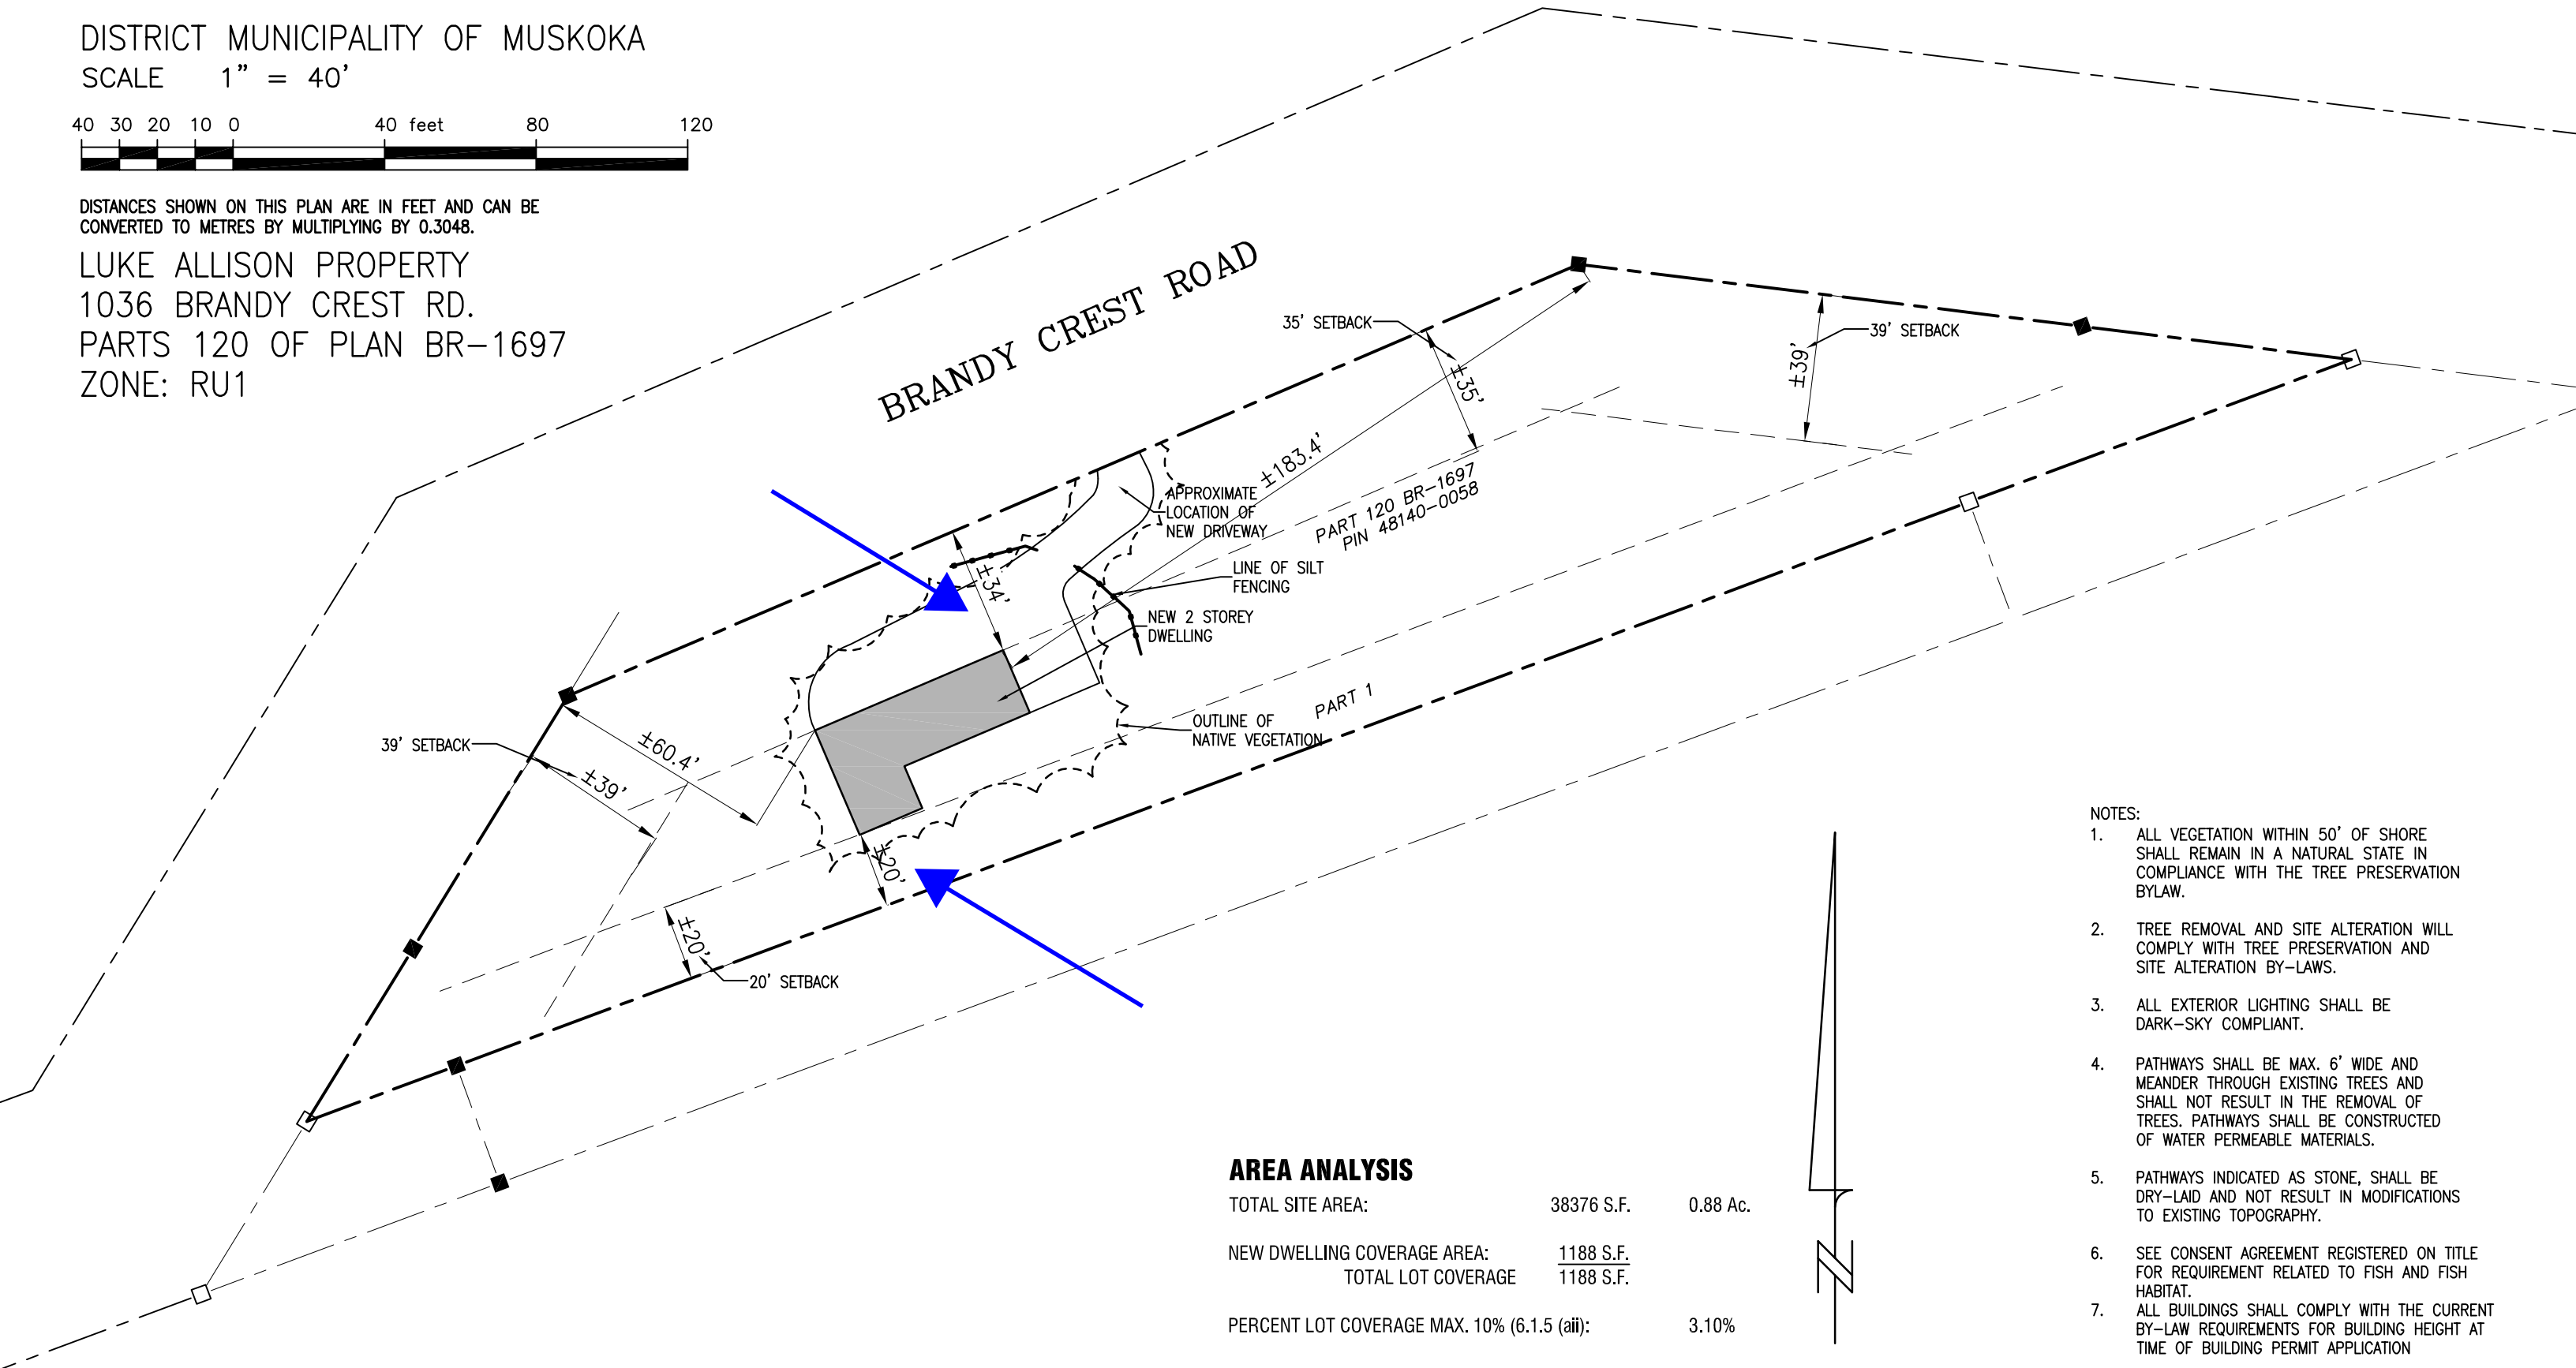 DISTRICT MUNICIPALITY OF MUSKOKA
SCALE 1" = 40'
40 30 20 10 0 40 feet 80 120
DISTANCES SHOWN ON THIS PLAN ARE IN FEET AND CAN BE
CONVERTED TO METRES BY MULTIPLYING BY 0.3048.
LUKE ALLISON PROPERTY
1036 BRANDY CREST RD.
PARTS 120 OF PLAN BR-1697
ZONE: RU1
BRANDY CREST ROAD
35' SETBACK
±35'
39' SETBACK
±39'
±183.4'
APPROXIMATE
LOCATION OF
NEW DRIVEWAY
PART 120 BR-1697
PIN 48140-0058
±34'
LINE OF SILT
FENCING
NEW 2 STOREY
DWELLING
PART 1
OUTLINE OF
NATIVE VEGETATION
39' SETBACK
±60.4'
±39'
±20'
±20'
20' SETBACK
AREA ANALYSIS
TOTAL SITE AREA: 38376 S.F. 0.88 Ac.
NEW DWELLING COVERAGE AREA: 1188 S.F.
TOTAL LOT COVERAGE 1188 S.F.
PERCENT LOT COVERAGE MAX. 10% (6.1.5 (aii): 3.10%
N
NOTES:
1. ALL VEGETATION WITHIN 50' OF SHORE
SHALL REMAIN IN A NATURAL STATE IN
COMPLIANCE WITH THE TREE PRESERVATION
BYLAW.
2. TREE REMOVAL AND SITE ALTERATION WILL
COMPLY WITH TREE PRESERVATION AND
SITE ALTERATION BY-LAWS.
3. ALL EXTERIOR LIGHTING SHALL BE
DARK-SKY COMPLIANT.
4. PATHWAYS SHALL BE MAX. 6' WIDE AND
MEANDER THROUGH EXISTING TREES AND
SHALL NOT RESULT IN THE REMOVAL OF
TREES. PATHWAYS SHALL BE CONSTRUCTED
OF WATER PERMEABLE MATERIALS.
5. PATHWAYS INDICATED AS STONE, SHALL BE
DRY-LAID AND NOT RESULT IN MODIFICATIONS
TO EXISTING TOPOGRAPHY.
6. SEE CONSENT AGREEMENT REGISTERED ON TITLE
FOR REQUIREMENT RELATED TO FISH AND FISH
HABITAT.
7. ALL BUILDINGS SHALL COMPLY WITH THE CURRENT
BY-LAW REQUIREMENTS FOR BUILDING HEIGHT AT
TIME OF BUILDING PERMIT APPLICATION